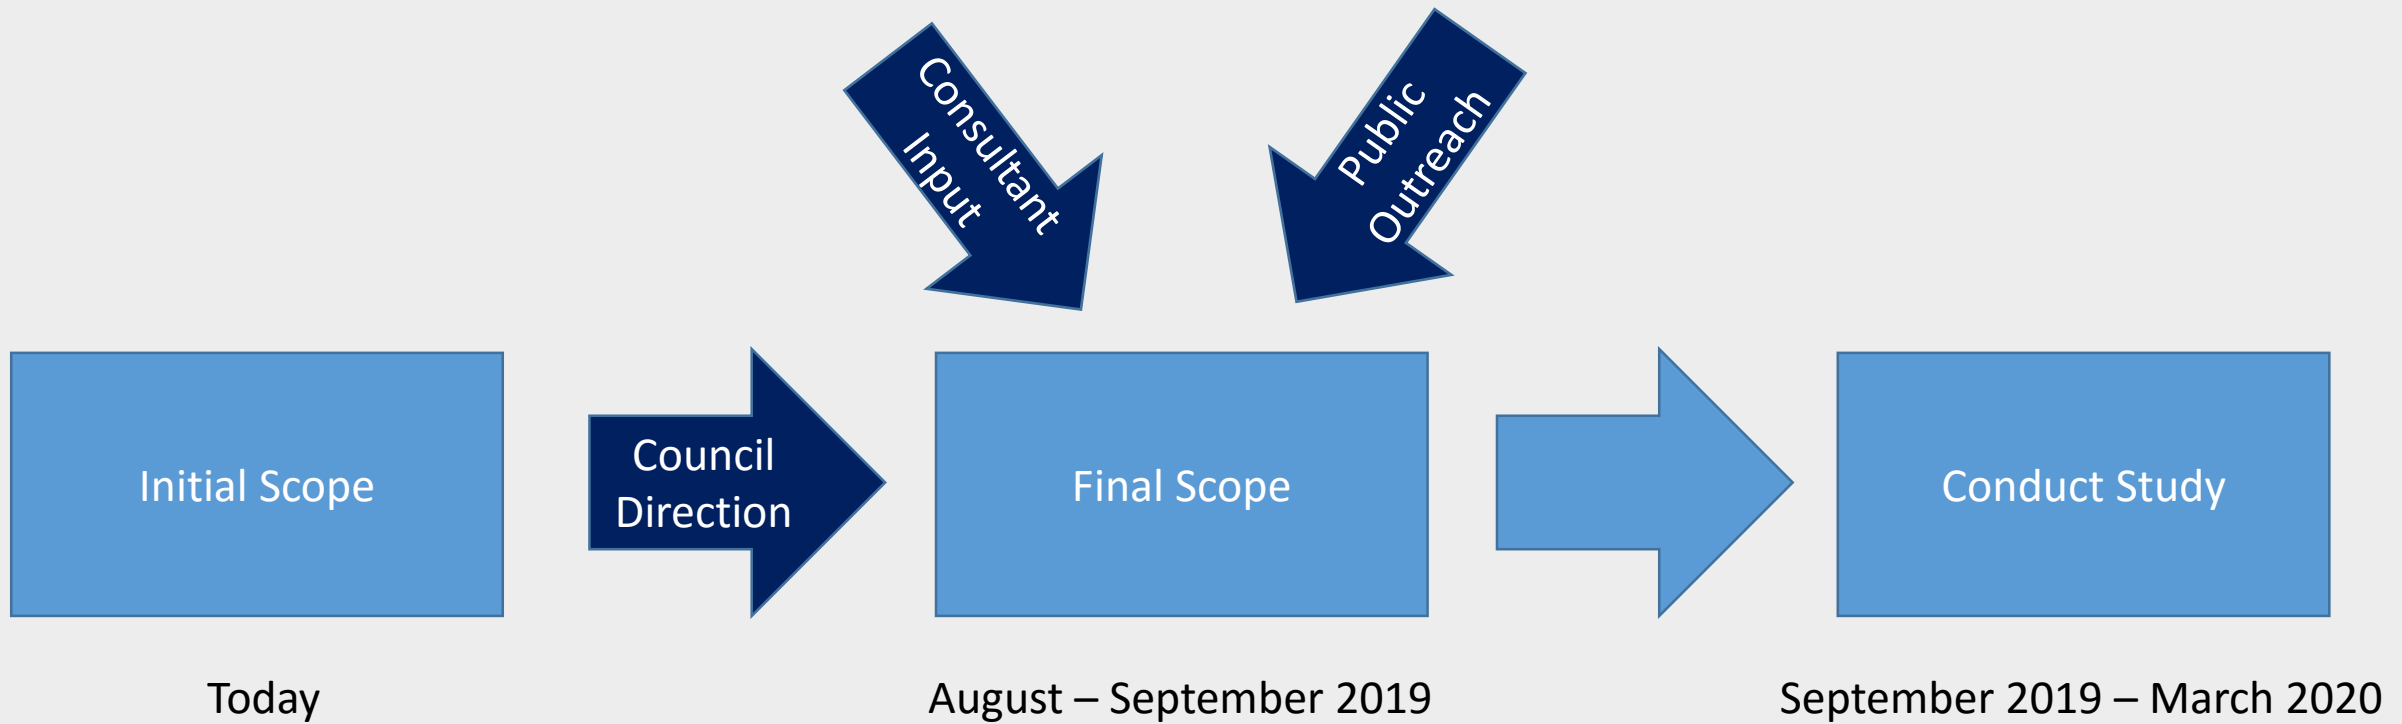 Consultant
Input
Public
Outreach
Initial Scope
Council
Direction
Final Scope
Conduct Study
Today
August – September 2019
September 2019 – March 2020